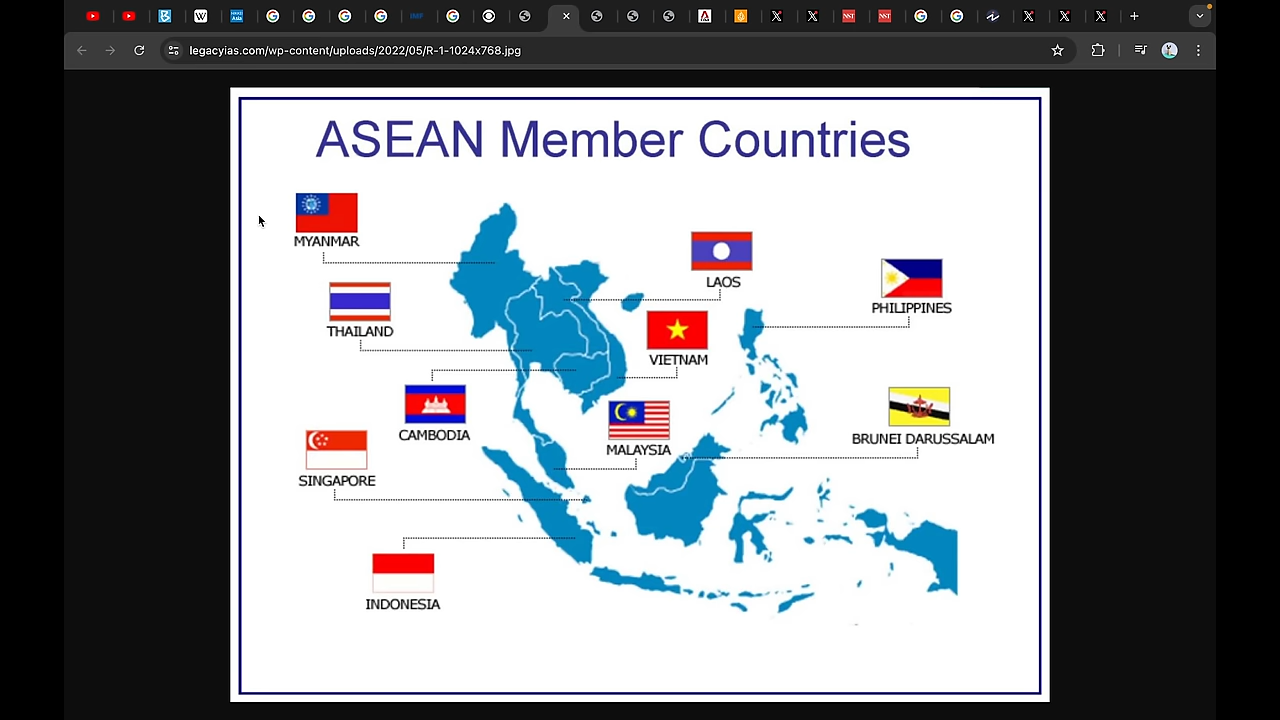 legacyias.com/wp-content/uploads/2022/05/R-1-1024x768.jpg
ASEAN Member Countries
MYANMAR
LAOS
PHILIPPINES
THAILAND
VIETNAM
CAMBODIA
MALAYSIA
BRUNEI DARUSSALAM
SINGAPORE
INDONESIA